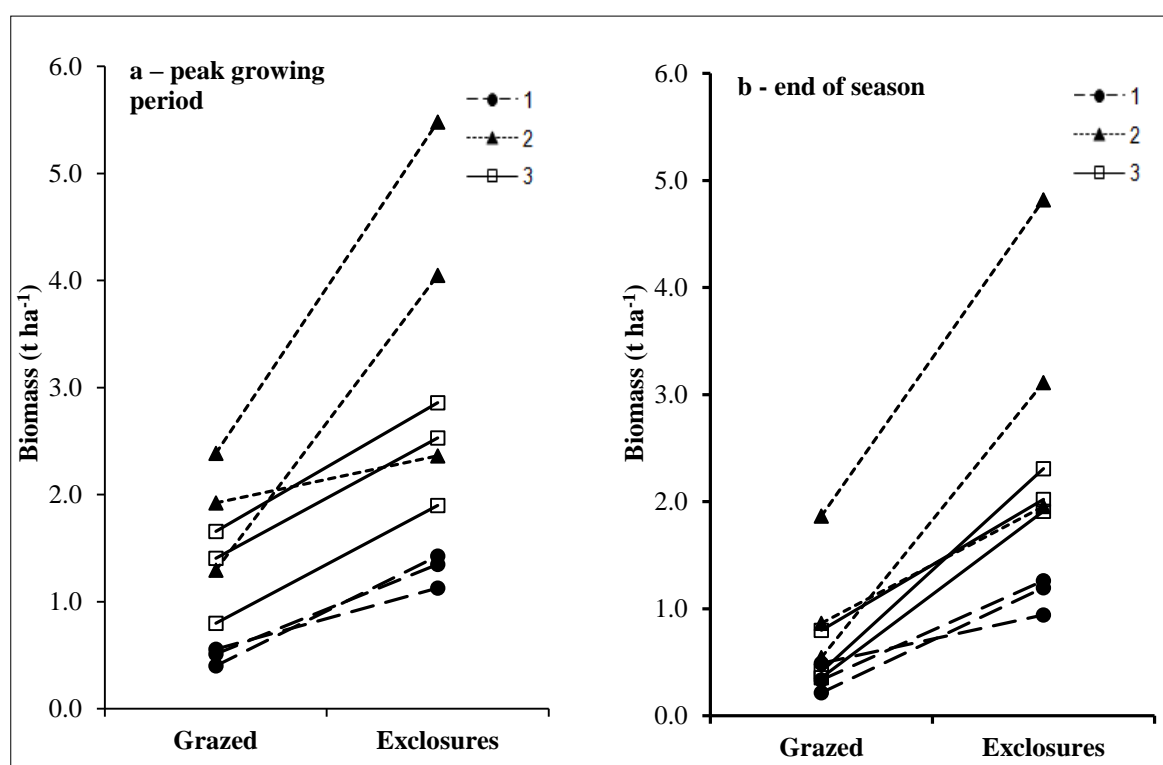 a – peak growing
period
6.0
5.0
4.0
3.0
2.0
1.0
0.0
Biomass (t ha-1)
1
2
3
Grazed
Exclosures
b - end of season
6.0
5.0
4.0
3.0
2.0
1.0
0.0
Biomass (t ha-1)
1
2
3
Grazed
Exclosures